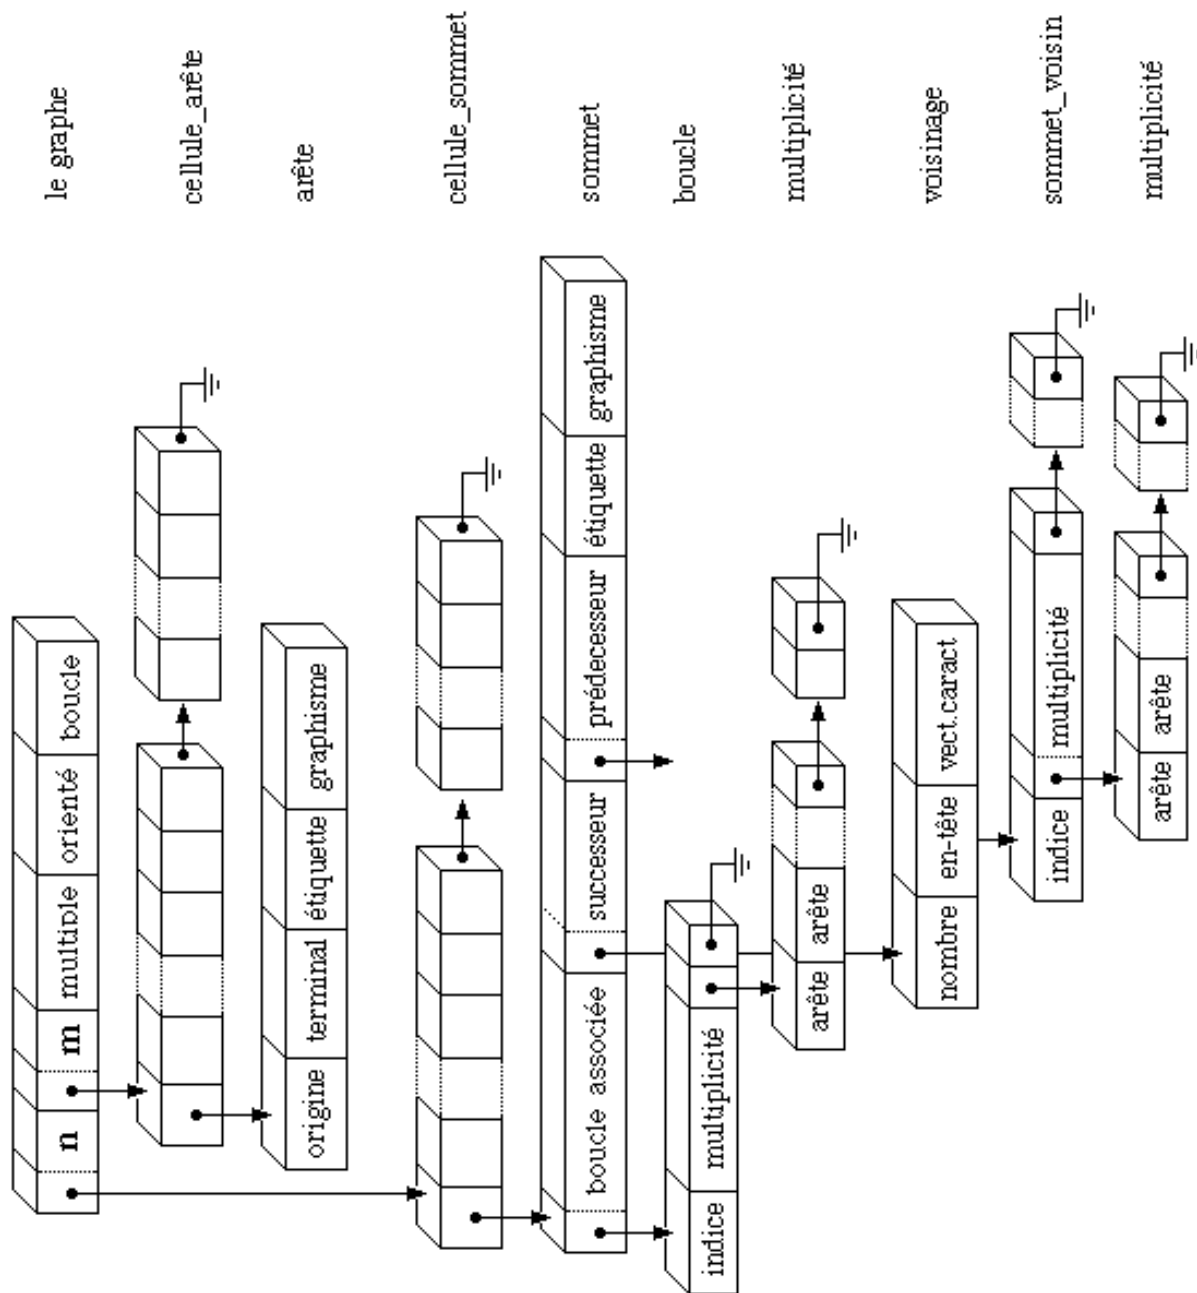 le graphe
cellule_arête
arête
cellule_sommet
sommet
boucle
multiplicité
voisinage
sommet_voisin
multiplicité
n
m
multiple
orienté
boucle
origine
terminal
étiquette
graphisme
boucle associée
successeur
prédecesseur
étiquette
graphisme
indice
multiplicité
arête
arête
nombre
en-tête
vect.caract
indice
multiplicité
arête
arête